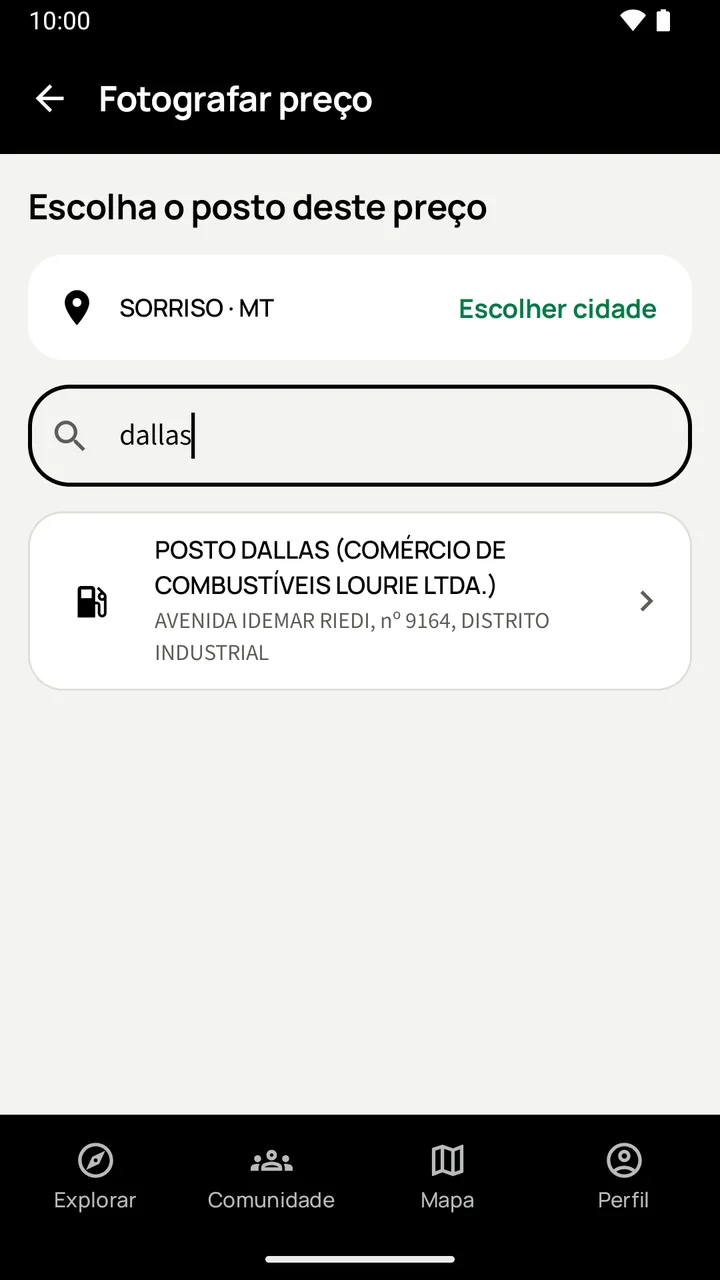 10:00
Fotografar preço
Escolha o posto deste preço
SORRISO · MT
Escolher cidade
dallas
POSTO DALLAS (COMÉRCIO DE
COMBUSTÍVEIS LOURIE LTDA.)
AVENIDA IDEMAR RIEDI, nº 9164, DISTRITO
INDUSTRIAL
Explorar
Comunidade
Mapa
Perfil